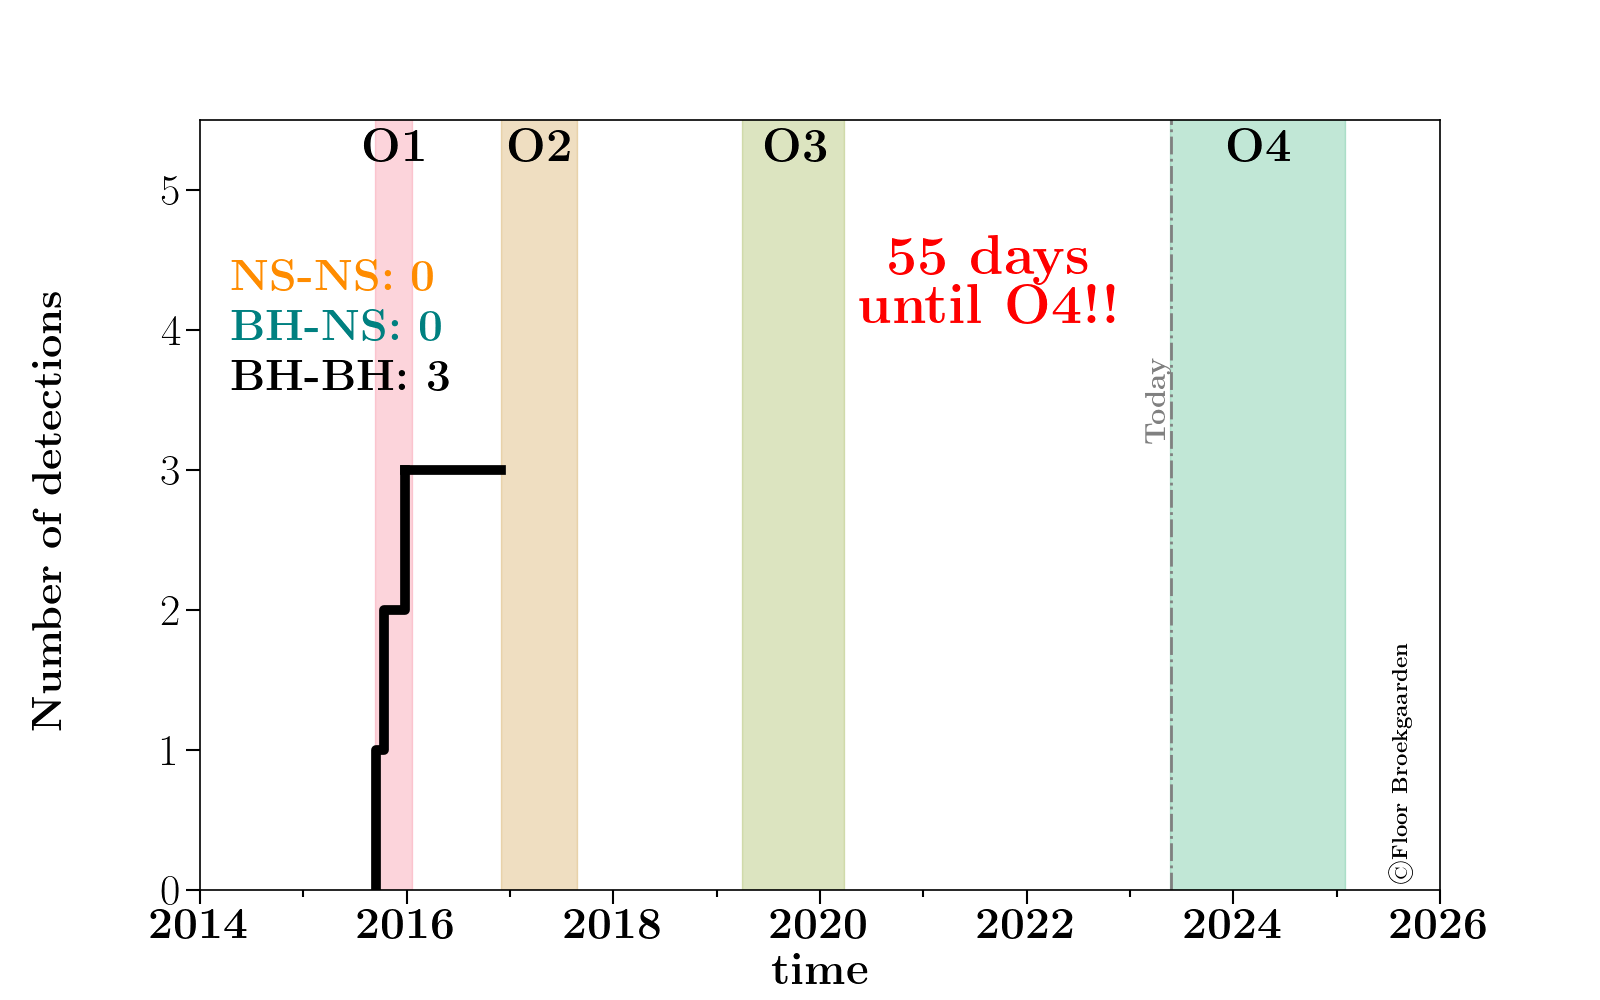 O1 O2 O3 O4
5
55 days
until O4!!
NS-NS: 0
BH-NS: 0
BH-BH: 3
4
Today
3
2
1
0
Number of detections
©Floor Broekgaarden
2014 2016 2018 2020 2022 2024 2026
time